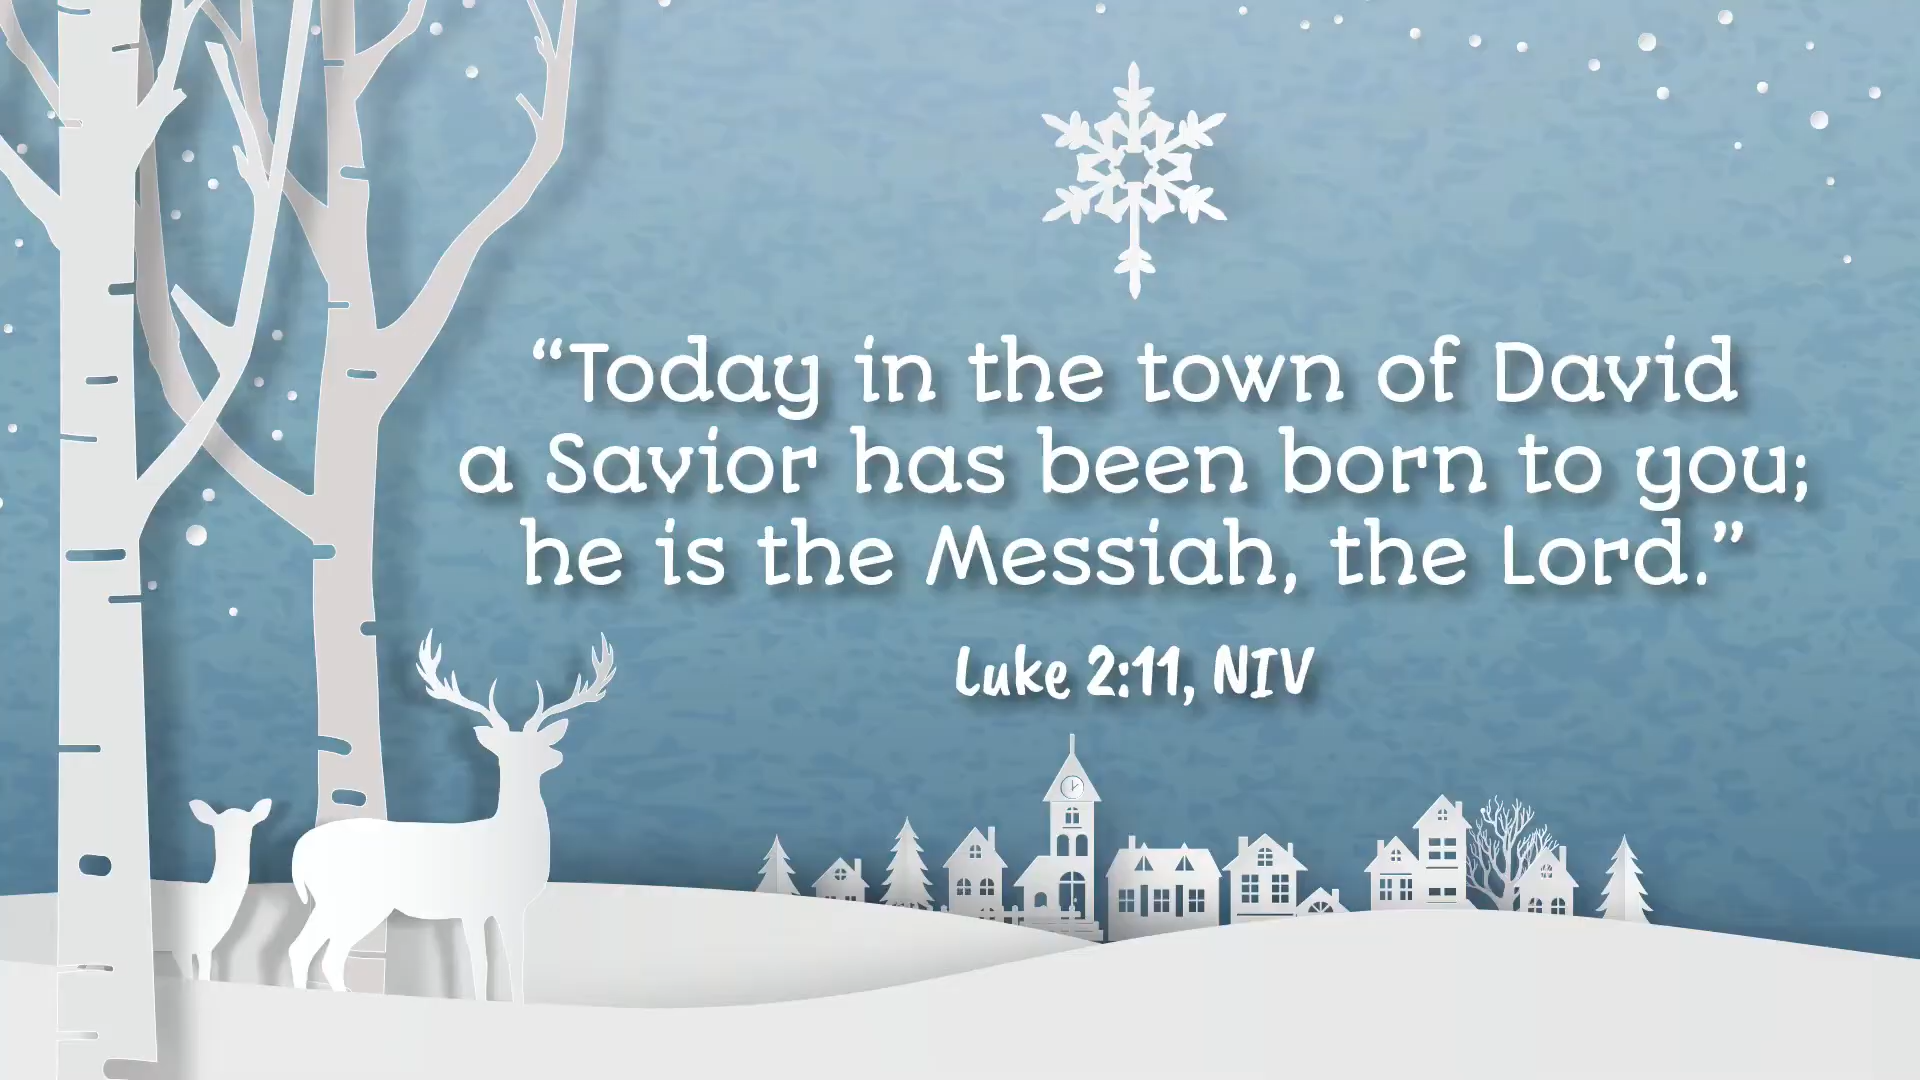 “Today in the town of David
a Savior has been born to you;
he is the Messiah, the Lord.”
Luke 2:11, NIV